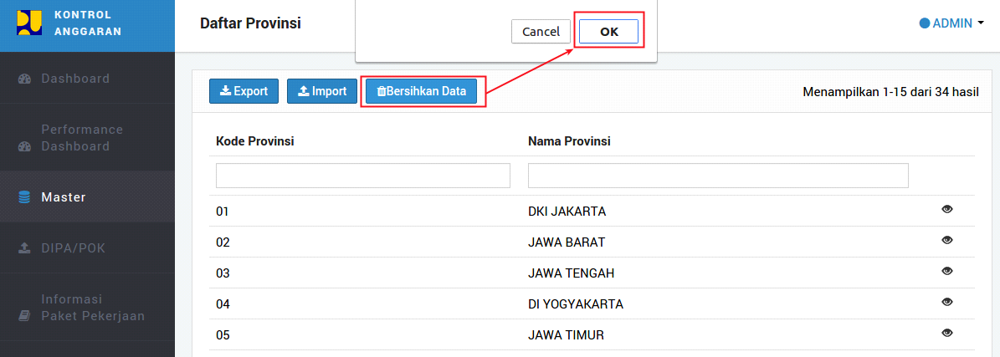 KONTROL
ANGGARAN
Daftar Provinsi
Cancel
OK
ADMIN
Dashboard
Performance
Dashboard
Master
DIPA/POK
Informasi
Paket Pekerjaan
Export
Import
Bersihkan Data
Menampilkan 1-15 dari 34 hasil
Kode Provinsi
Nama Provinsi
01 DKI JAKARTA
02 JAWA BARAT
03 JAWA TENGAH
04 DI YOGYAKARTA
05 JAWA TIMUR